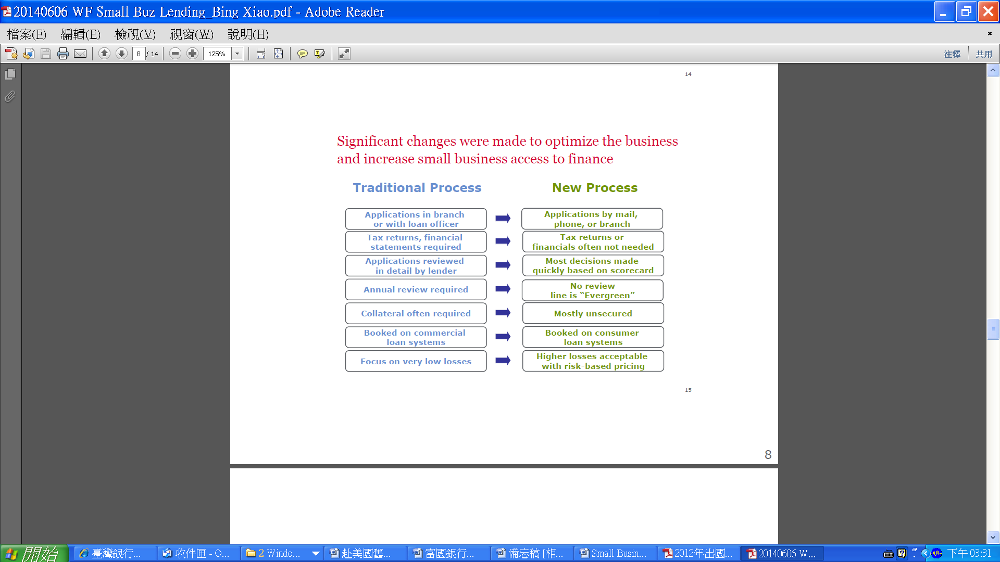 20140606 WF Small Buz Lending_Bing Xiao.pdf - Adobe Reader
檔案(F) 編輯(E) 檢視(V) 視窗(W) 說明(H)
8 / 14 125% 注釋 共用
14
Significant changes were made to optimize the business
and increase small business access to finance
Traditional Process New Process
Applications in branch
or with loan officer
Applications by mail,
phone, or branch
Tax returns, financial
statements required
Tax returns or
financials often not needed
Applications reviewed
in detail by lender
Most decisions made
quickly based on scorecard
Annual review required
No review
line is “Evergreen”
Collateral often required
Mostly unsecured
Booked on commercial
loan systems
Booked on consumer
loan systems
Focus on very low losses
Higher losses acceptable
with risk-based pricing
15
8
開始 臺灣銀行... 收件匣 - O... 2 Windo... 赴美國舊... 富國銀行... 備忘稿 [相... Small Busin... 2012年出國... 20140606 W... 下午 03:31